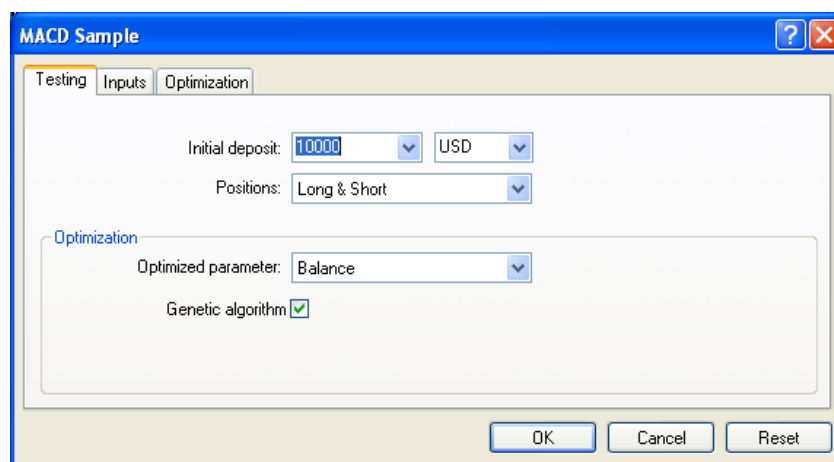 MACD Sample
Testing Inputs Optimization
Initial deposit: 10000 USD
Positions: Long & Short
Optimization
Optimized parameter: Balance
Genetic algorithm
OK Cancel Reset